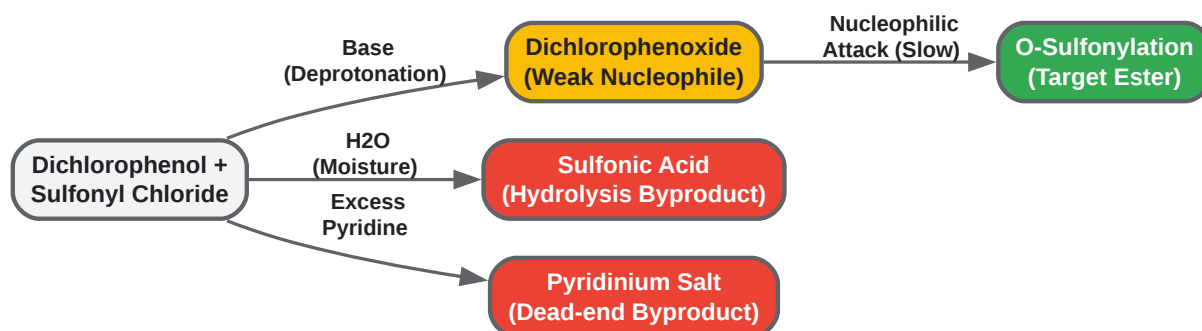 Base
(Deprotonation)
Dichlorophenoxide
(Weak Nucleophile)
Nucleophilic
Attack (Slow)
O-Sulfonylation
(Target Ester)
Dichlorophenol +
Sulfonyl Chloride
H2O
(Moisture)
Sulfonic Acid
(Hydrolysis Byproduct)
Excess
Pyridine
Pyridinium Salt
(Dead-end Byproduct)